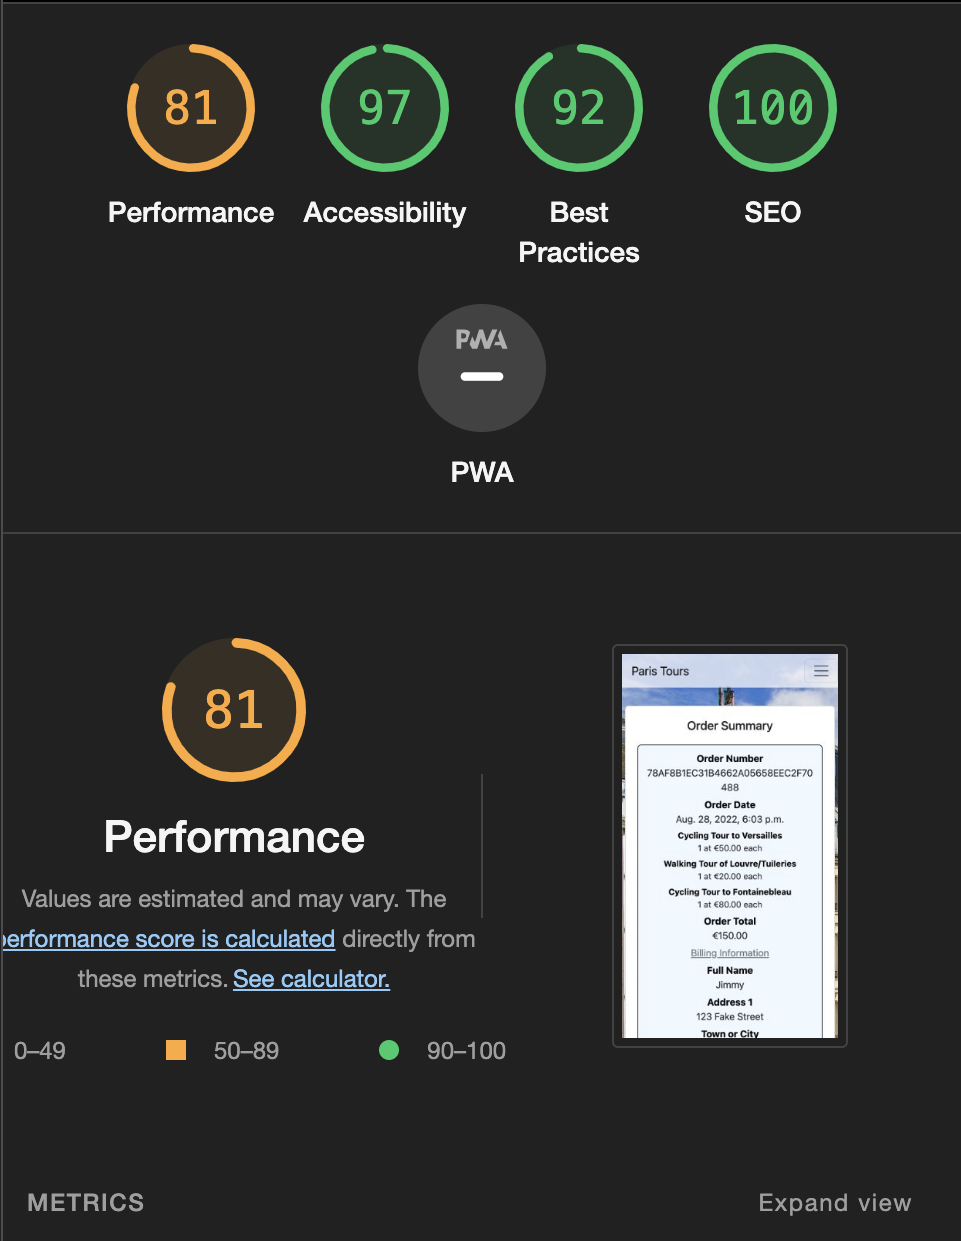 81
97
92
100
Performance
Accessibility
Best
Practices
SEO
PWA
PWA
81
Performance
Values are estimated and may vary. The
performance score is calculated directly from
these metrics. See calculator.
0–49
50–89
90–100
Paris Tours
Order Summary
Order Number
78AF8B1EC31B4662A05658EEC2F70
488
Order Date
Aug. 28, 2022, 6:03 p.m.
Cycling Tour to Versailles
1 at €50.00 each
Walking Tour of Louvre/Tuileries
1 at €20.00 each
Cycling Tour to Fontainebleau
1 at €80.00 each
Order Total
€150.00
Billing Information
Full Name
Jimmy
Address 1
123 Fake Street
Town or City
METRICS
Expand view